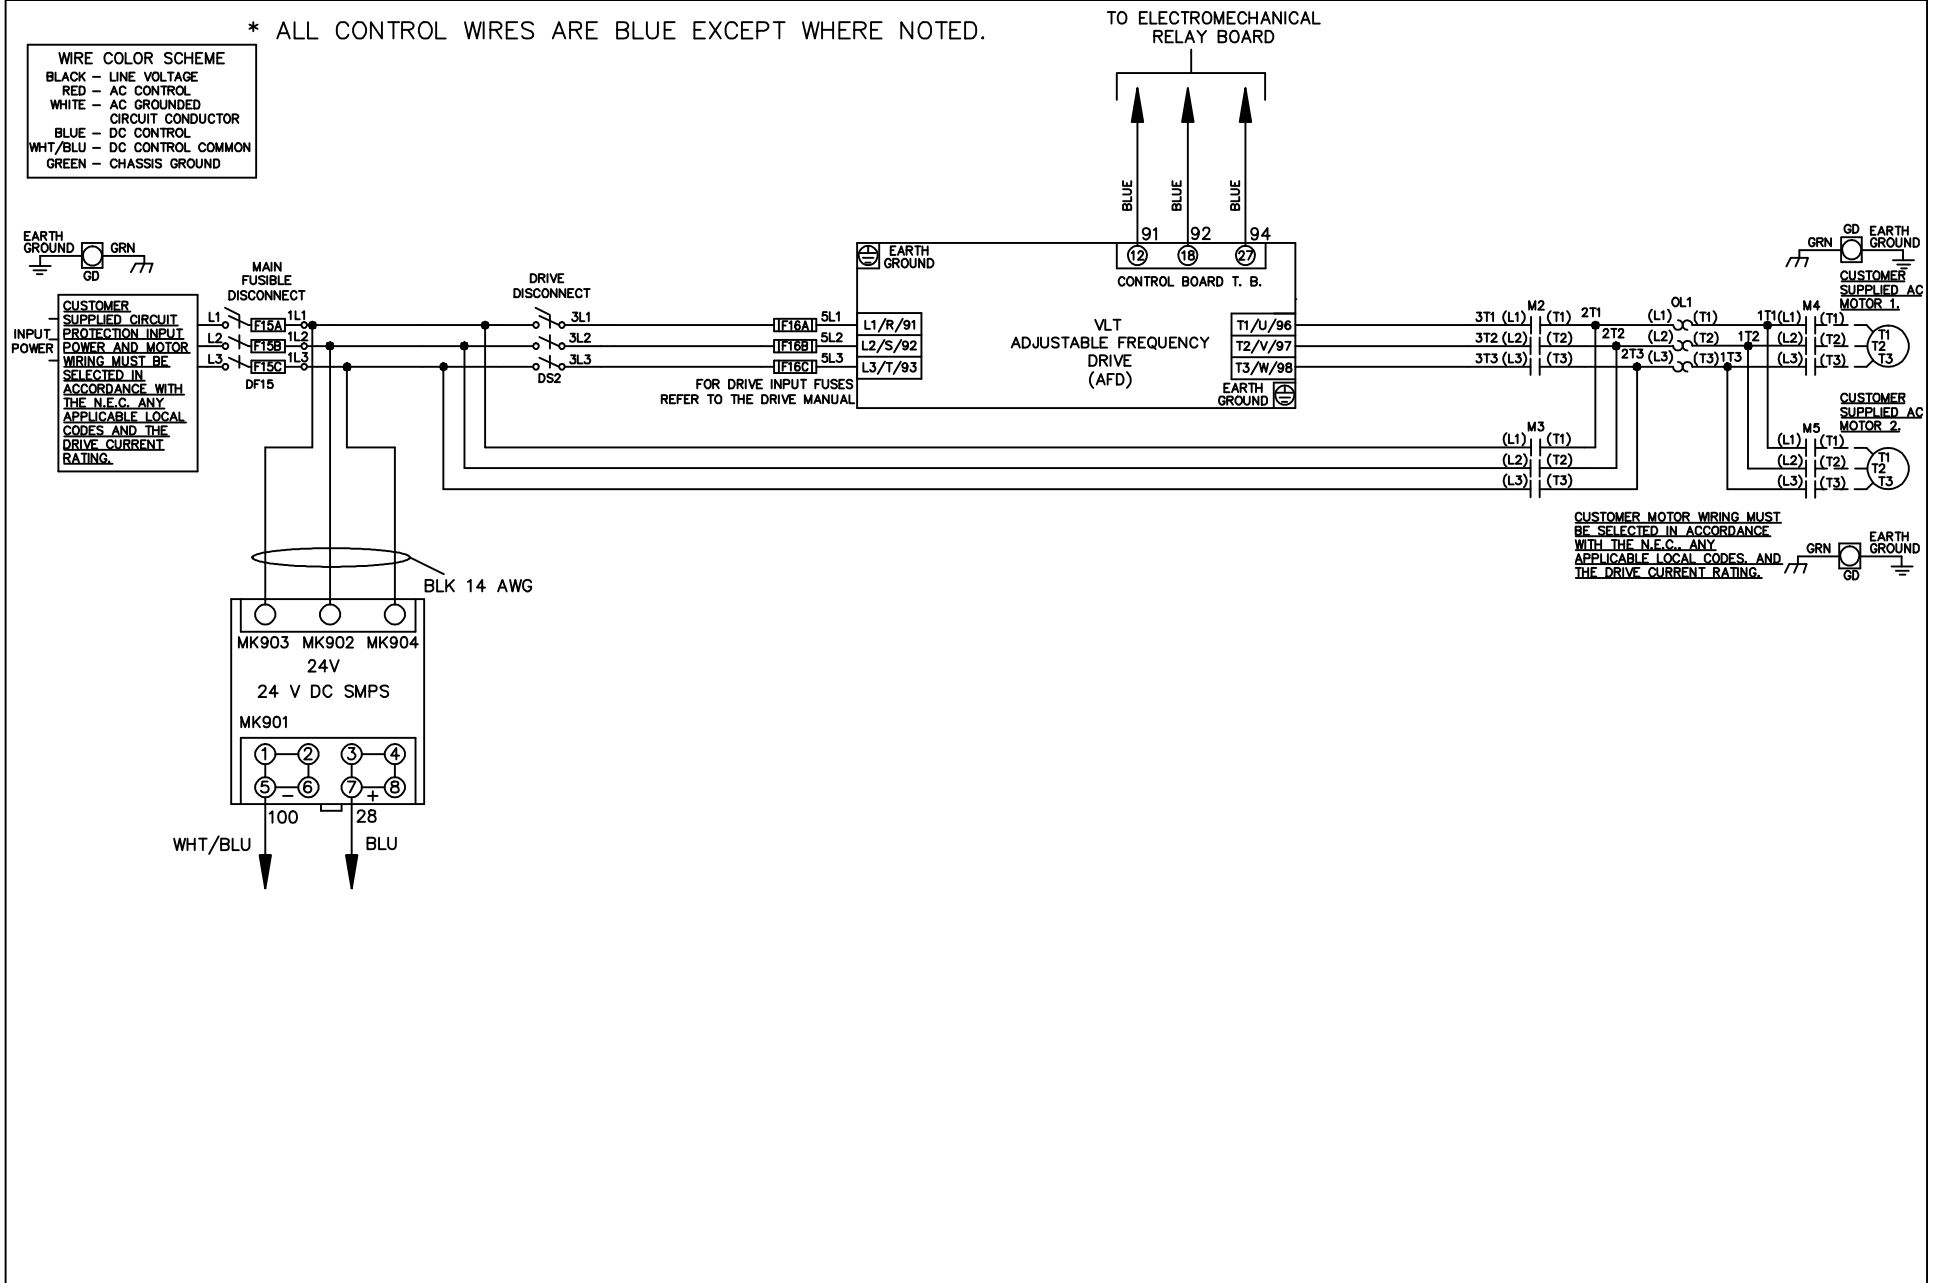 * ALL CONTROL WIRES ARE BLUE EXCEPT WHERE NOTED.
WIRE COLOR SCHEME
BLACK – LINE VOLTAGE
RED – AC CONTROL
WHITE – AC GROUNDED
CIRCUIT CONDUCTOR
BLUE – DC CONTROL
WHT/BLU – DC CONTROL COMMON
GREEN – CHASSIS GROUND
TO ELECTROMECHANICAL
RELAY BOARD
BLUE
BLUE
BLUE
91
92
94
12
18
27
CONTROL BOARD T. B.
EARTH
GROUND
GRN
GD
INPUT
POWER
CUSTOMER
SUPPLIED CIRCUIT
PROTECTION INPUT
POWER AND MOTOR
WIRING MUST BE
SELECTED IN
ACCORDANCE WITH
THE N.E.C. ANY
APPLICABLE LOCAL
CODES AND THE
DRIVE CURRENT
RATING.
MAIN
FUSIBLE
DISCONNECT
L1
F15A
1L1
L2
F15B
1L2
L3
F15C
1L3
DF15
DRIVE
DISCONNECT
3L1
3L2
3L3
DS2
F16A
5L1
F16B
5L2
F16C
5L3
FOR DRIVE INPUT FUSES
REFER TO THE DRIVE MANUAL
EARTH
GROUND
L1/R/91
L2/S/92
L3/T/93
VLT
ADJUSTABLE FREQUENCY
DRIVE
(AFD)
T1/U/96
T2/V/97
T3/W/98
EARTH
GROUND
M2
3T1 (L1) (T1) 2T1
3T2 (L2) (T2) 2T2
3T3 (L3) (T3) 2T3
OL1
(L1) (T1) 1T1
(L2) (T2) 1T2
(L3) (T3) 1T3
M4
(L1) (T1)
(L2) (T2)
(L3) (T3)
T1
T2
T3
GRN
GD
EARTH
GROUND
CUSTOMER
SUPPLIED AC
MOTOR 1.
M3
(L1) (T1)
(L2) (T2)
(L3) (T3)
CUSTOMER
SUPPLIED AC
MOTOR 2.
M5
(L1) (T1)
(L2) (T2)
(L3) (T3)
T1
T2
T3
CUSTOMER MOTOR WIRING MUST
BE SELECTED IN ACCORDANCE
WITH THE N.E.C., ANY
APPLICABLE LOCAL CODES, AND
THE DRIVE CURRENT RATING.
GRN
GD
EARTH
GROUND
BLK 14 AWG
MK903 MK902 MK904
24V
24 V DC SMPS
MK901
1 2 3 4
5 6 7 8
– +
100
28
WHT/BLU
BLU